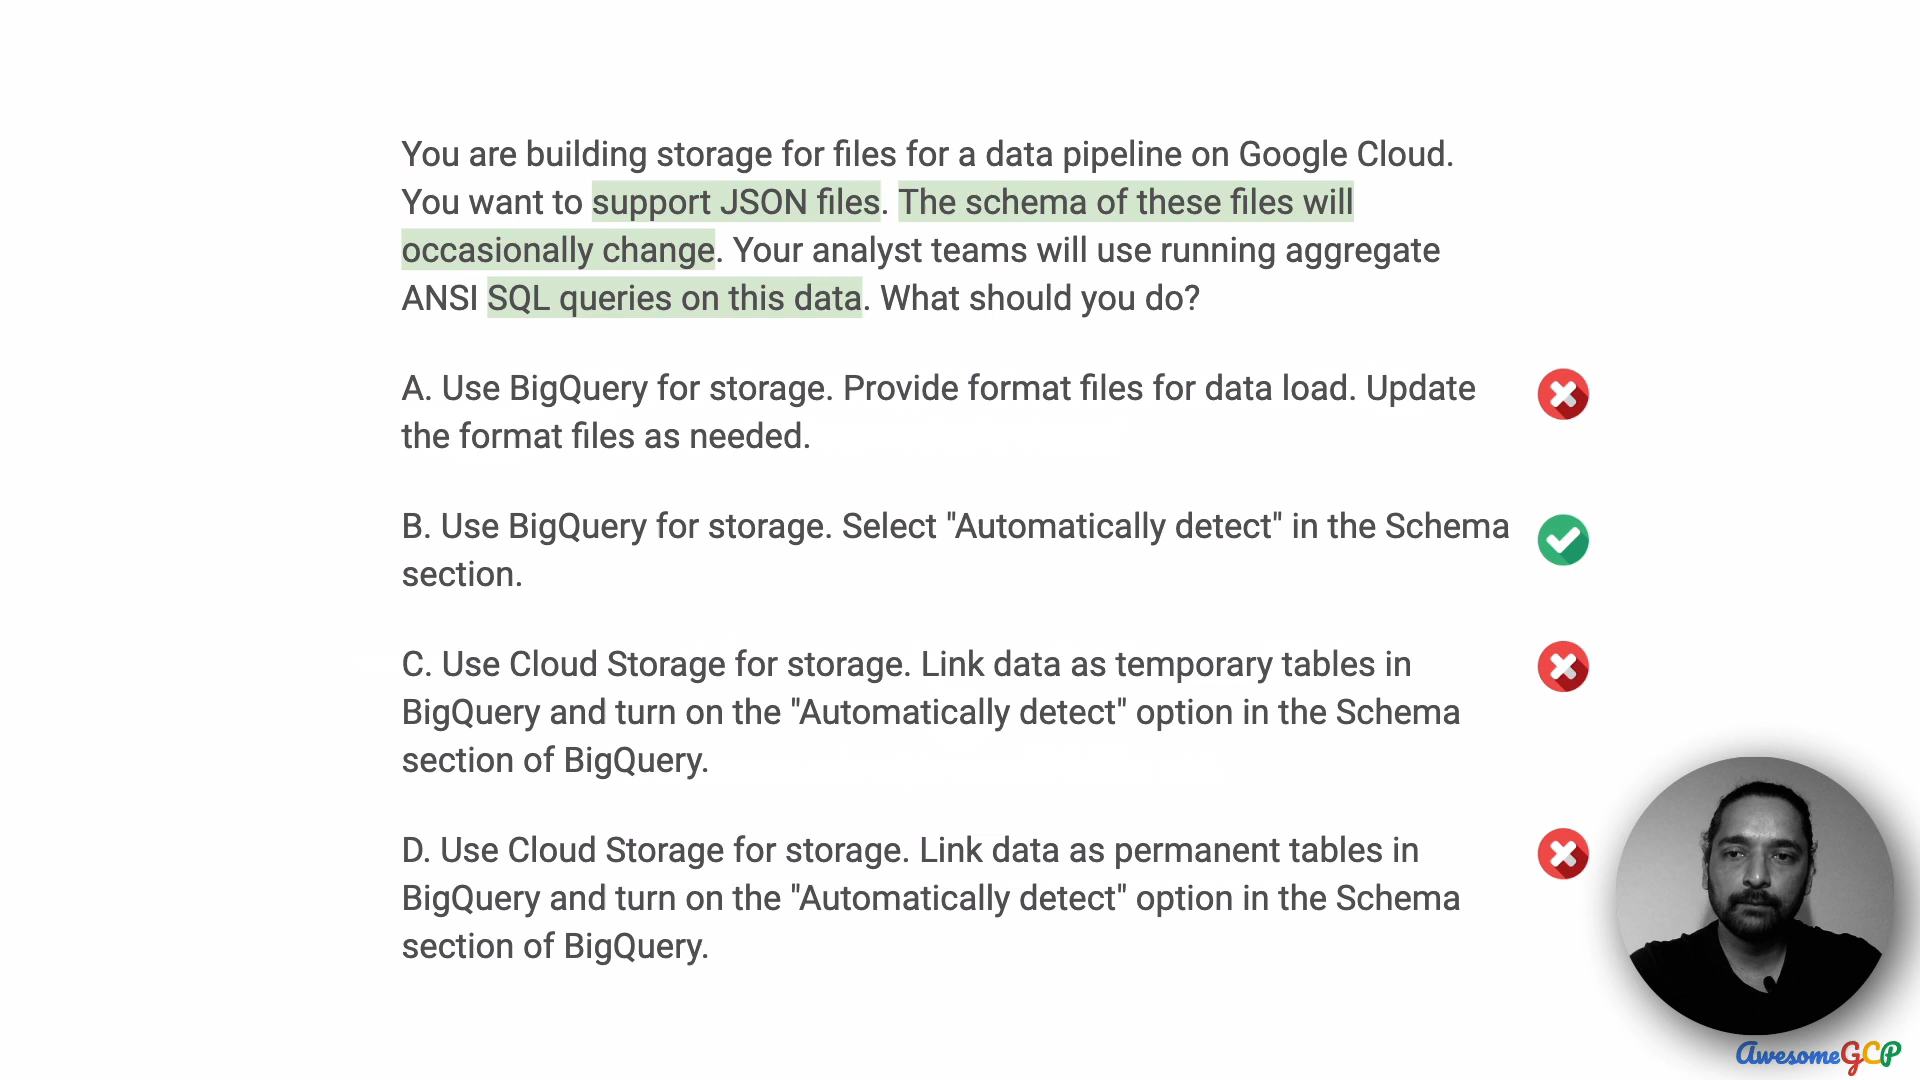 You are building storage for files for a data pipeline on Google Cloud.
You want to support JSON files. The schema of these files will
occasionally change. Your analyst teams will use running aggregate
ANSI SQL queries on this data. What should you do?
A. Use BigQuery for storage. Provide format files for data load. Update
the format files as needed.
B. Use BigQuery for storage. Select "Automatically detect" in the Schema
section.
C. Use Cloud Storage for storage. Link data as temporary tables in
BigQuery and turn on the "Automatically detect" option in the Schema
section of BigQuery.
D. Use Cloud Storage for storage. Link data as permanent tables in
BigQuery and turn on the "Automatically detect" option in the Schema
section of BigQuery.
AwesomeGCP